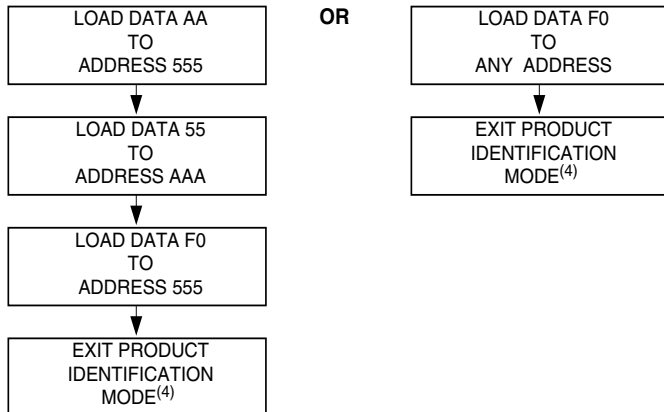 LOAD DATA AA
TO
ADDRESS 555
LOAD DATA 55
TO
ADDRESS AAA
LOAD DATA F0
TO
ADDRESS 555
EXIT PRODUCT
IDENTIFICATION
MODE(4)
OR
LOAD DATA F0
TO
ANY ADDRESS
EXIT PRODUCT
IDENTIFICATION
MODE(4)